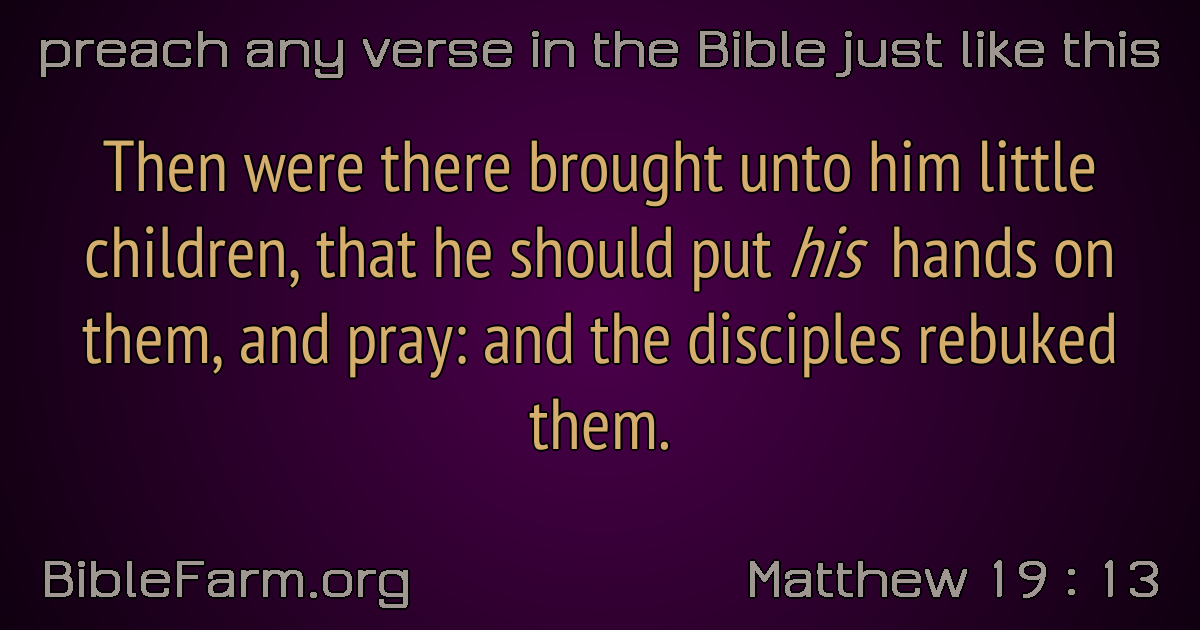 preach any verse in the Bible just like this
Then were there brought unto him little
children, that he should put his hands on
them, and pray: and the disciples rebuked
them.
BibleFarm.org
Matthew 19 : 13